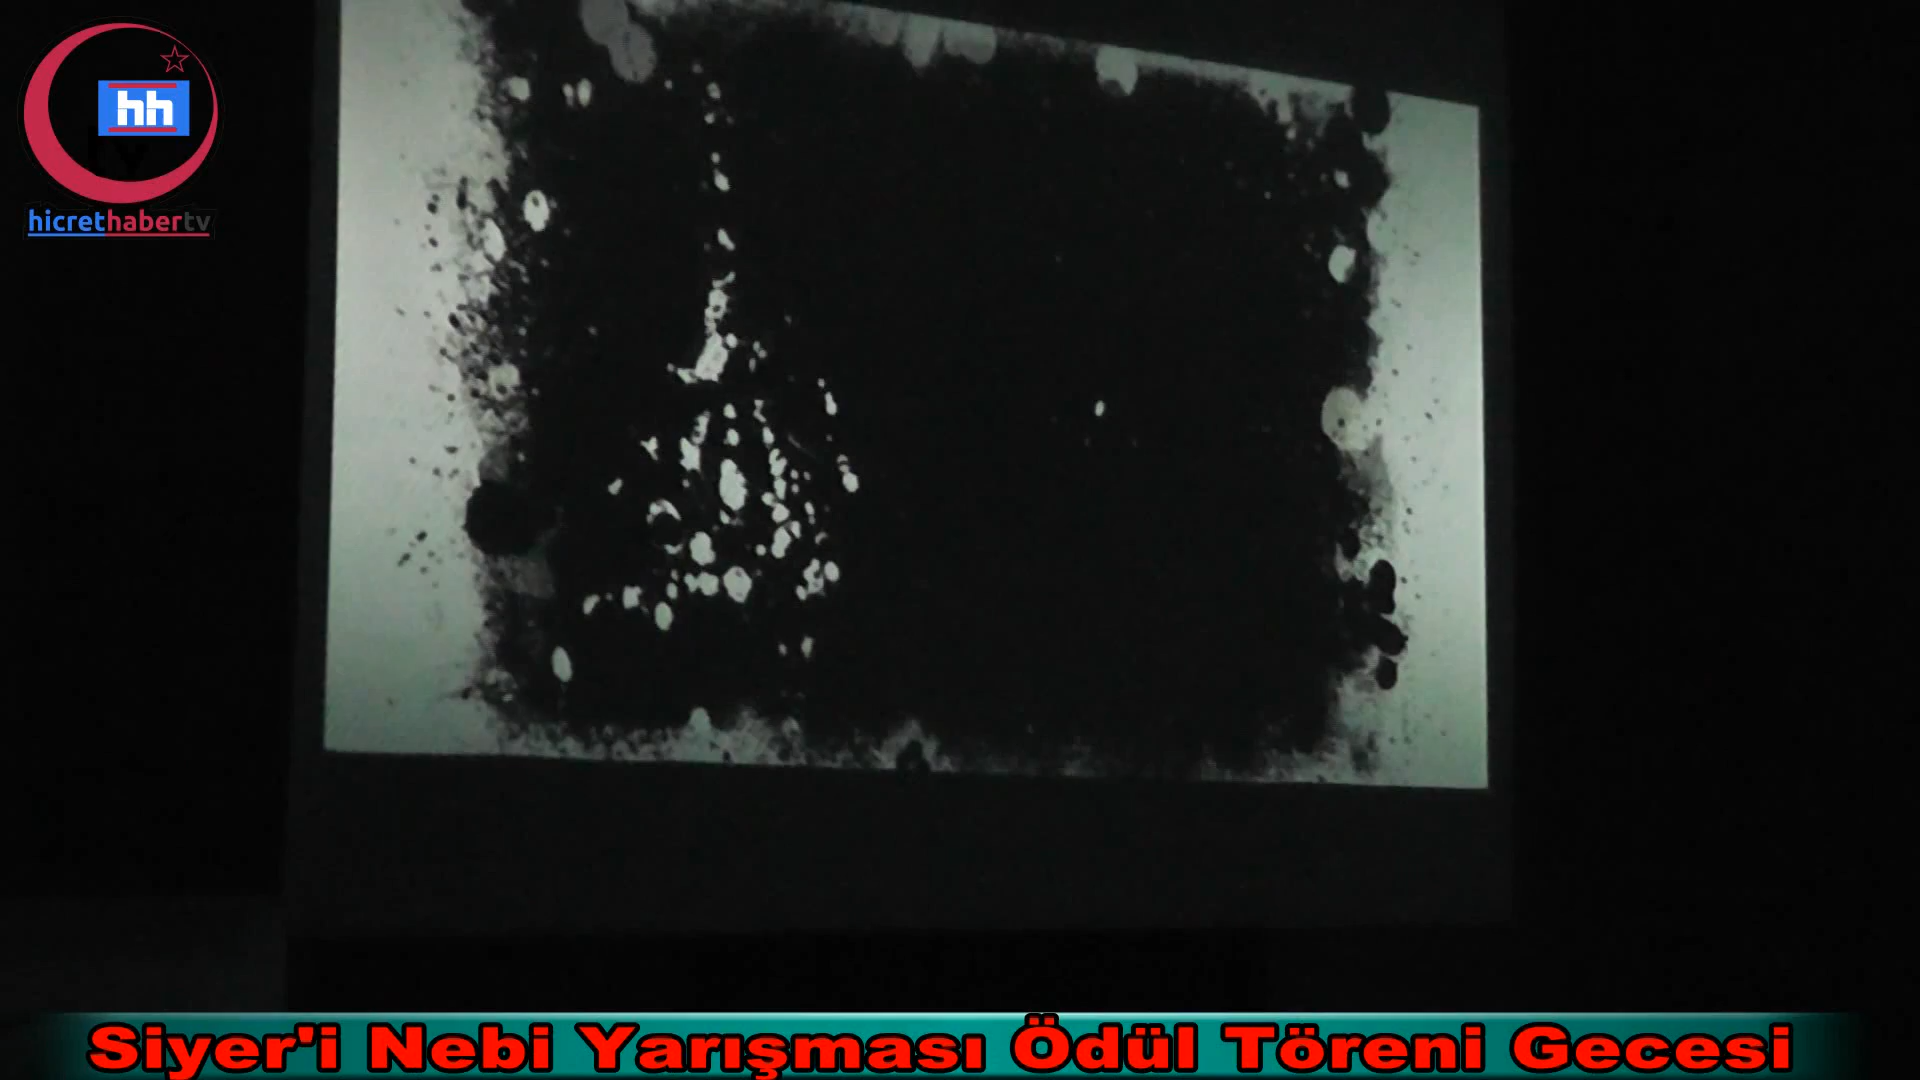 hh
hicrethabertv
Siyer'i Nebi Yarışması Ödül Töreni Gecesi